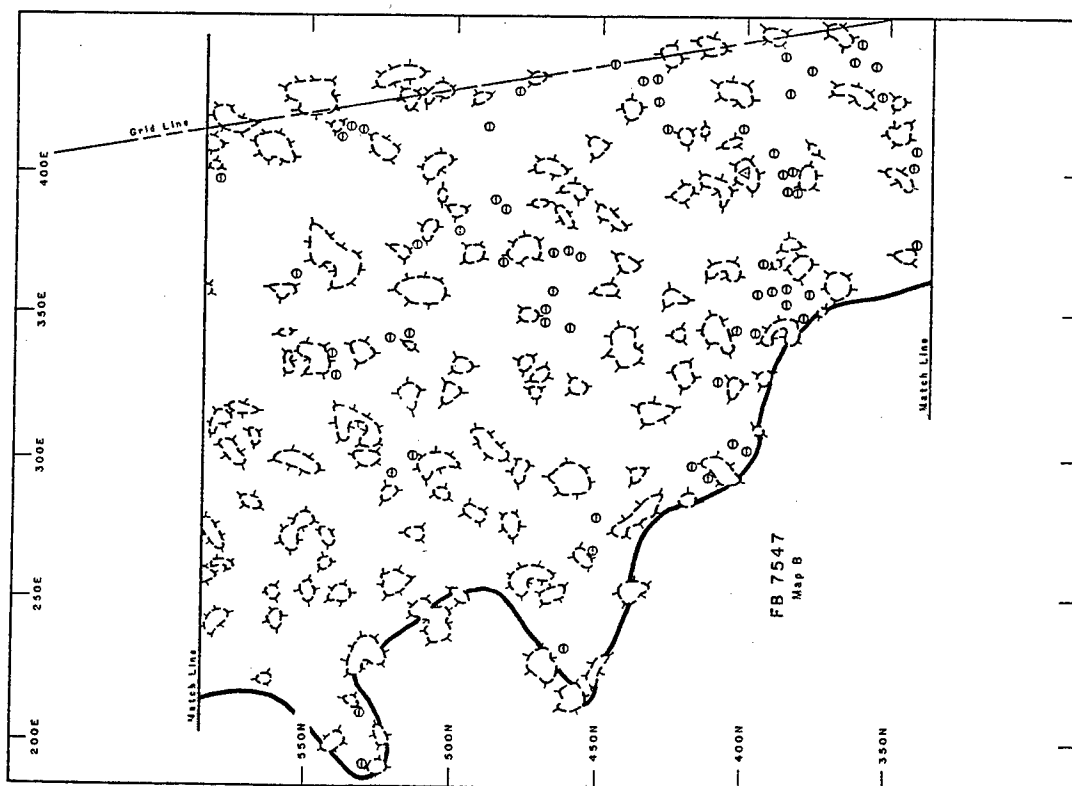 Grid Line
400E
350E
300E
250E
200E
Match Line
Match Line
FB 7547
Map B
550N
500N
450N
400N
350N